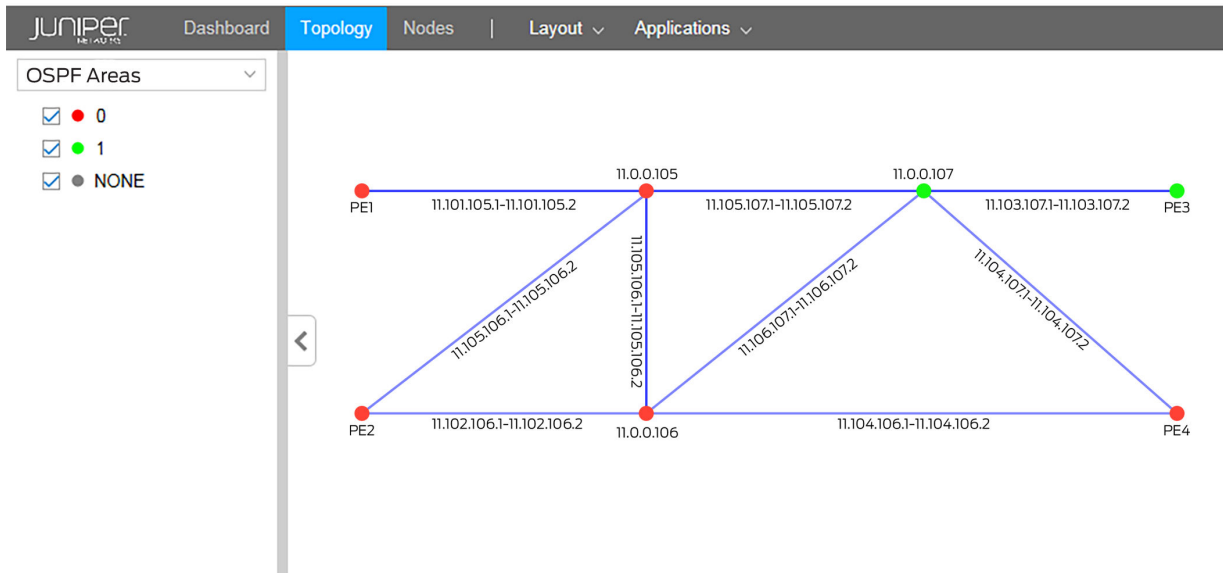 JUNIPEr
NETWORKS
Dashboard
Topology
Nodes
|
Layout
Applications
OSPF Areas
0
1
NONE
11.0.0.105
11.0.0.107
PE1
11.101.105.1-11.101.105.2
11.105.107.1-11.105.107.2
11.103.107.1-11.103.107.2
PE3
11.105.106.1-11.105.106.2
11.105.106.1-11.105.106.2
11.106.107.1-11.106.107.2
11.104.107.1-11.104.107.2
PE2
11.102.106.1-11.102.106.2
11.0.0.106
11.104.106.1-11.104.106.2
PE4